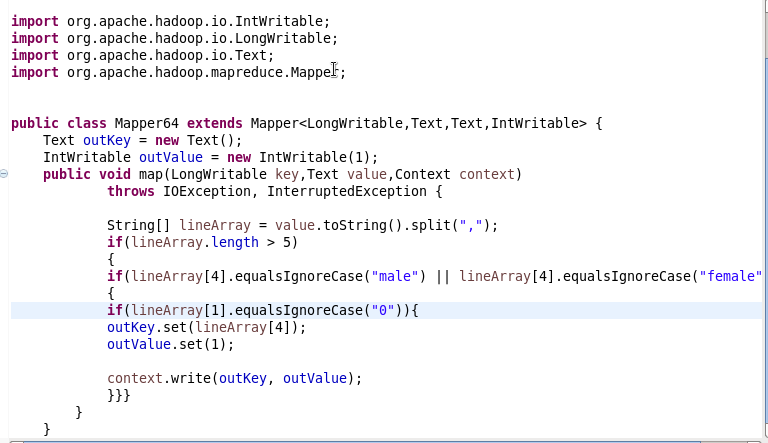 import org.apache.hadoop.io.IntWritable;
import org.apache.hadoop.io.LongWritable;
import org.apache.hadoop.io.Text;
import org.apache.hadoop.mapreduce.Mapper;
public class Mapper64 extends Mapper<LongWritable,Text,Text,IntWritable> {
Text outKey = new Text();
IntWritable outValue = new IntWritable(1);
public void map(LongWritable key,Text value,Context context)
throws IOException, InterruptedException {
String[] lineArray = value.toString().split(",");
if(lineArray.length > 5)
{
if(lineArray[4].equalsIgnoreCase("male") || lineArray[4].equalsIgnoreCase("female"
{
if(lineArray[1].equalsIgnoreCase("0")){
outKey.set(lineArray[4]);
outValue.set(1);
context.write(outKey, outValue);
}}}
}
}